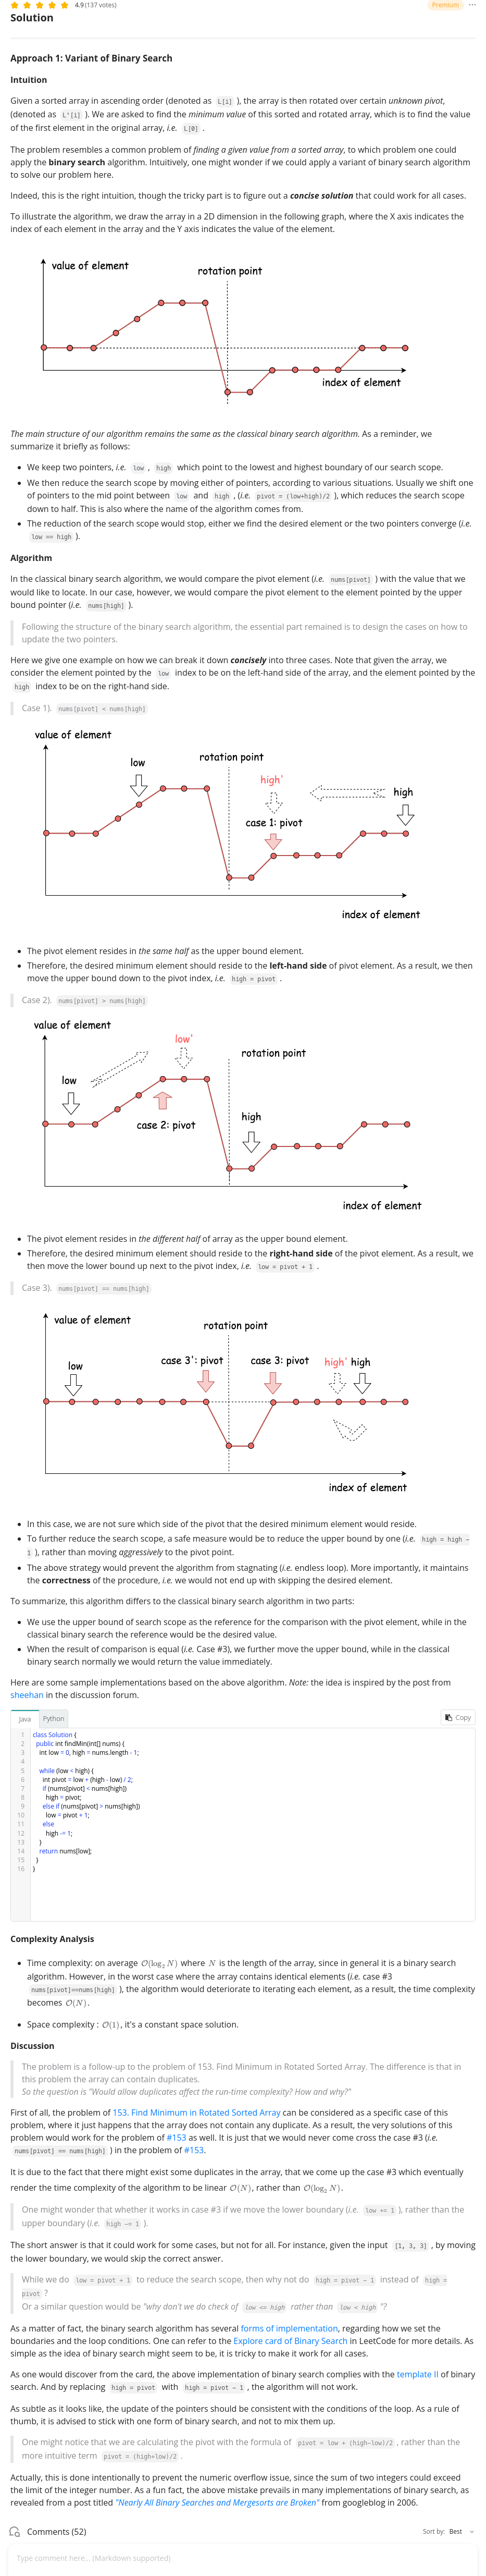 4.9 (137 votes)
Premium
Solution
Approach 1: Variant of Binary Search
Intuition
Given a sorted array in ascending order (denoted as L[i] ), the array is then rotated over certain unknown pivot,
(denoted as L'[i] ). We are asked to find the minimum value of this sorted and rotated array, which is to find the value
of the first element in the original array, i.e. L[0] .
The problem resembles a common problem of finding a given value from a sorted array, to which problem one could
apply the binary search algorithm. Intuitively, one might wonder if we could apply a variant of binary search algorithm
to solve our problem here.
Indeed, this is the right intuition, though the tricky part is to figure out a concise solution that could work for all cases.
To illustrate the algorithm, we draw the array in a 2D dimension in the following graph, where the X axis indicates the
index of each element in the array and the Y axis indicates the value of the element.
value of element
rotation point
index of element
The main structure of our algorithm remains the same as the classical binary search algorithm. As a reminder, we
summarize it briefly as follows:
• We keep two pointers, i.e. low , high which point to the lowest and highest boundary of our search scope.
• We then reduce the search scope by moving either of pointers, according to various situations. Usually we shift one
of pointers to the mid point between low and high , (i.e. pivot = (low+high)/2 ), which reduces the search scope
down to half. This is also where the name of the algorithm comes from.
• The reduction of the search scope would stop, either we find the desired element or the two pointers converge (i.e.
low == high ).
Algorithm
In the classical binary search algorithm, we would compare the pivot element (i.e. nums[pivot] ) with the value that we
would like to locate. In our case, however, we would compare the pivot element to the element pointed by the upper
bound pointer (i.e. nums[high] ).
Following the structure of the binary search algorithm, the essential part remained is to design the cases on how to
update the two pointers.
Here we give one example on how we can break it down concisely into three cases. Note that given the array, we
consider the element pointed by the low index to be on the left-hand side of the array, and the element pointed by the
high index to be on the right-hand side.
Case 1). nums[pivot] < nums[high]
value of element
low
rotation point
high'
high
case 1: pivot
index of element
• The pivot element resides in the same half as the upper bound element.
• Therefore, the desired minimum element should reside to the left-hand side of pivot element. As a result, we then
move the upper bound down to the pivot index, i.e. high = pivot .
Case 2). nums[pivot] > nums[high]
value of element
low'
rotation point
low
high
case 2: pivot
index of element
• The pivot element resides in the different half of array as the upper bound element.
• Therefore, the desired minimum element should reside to the right-hand side of the pivot element. As a result, we
then move the lower bound up next to the pivot index, i.e. low = pivot + 1 .
Case 3). nums[pivot] == nums[high]
value of element
rotation point
low
case 3': pivot
case 3: pivot
high' high
index of element
• In this case, we are not sure which side of the pivot that the desired minimum element would reside.
• To further reduce the search scope, a safe measure would be to reduce the upper bound by one (i.e. high = high −
1 ), rather than moving aggressively to the pivot point.
• The above strategy would prevent the algorithm from stagnating (i.e. endless loop). More importantly, it maintains
the correctness of the procedure, i.e. we would not end up with skipping the desired element.
To summarize, this algorithm differs to the classical binary search algorithm in two parts:
• We use the upper bound of search scope as the reference for the comparison with the pivot element, while in the
classical binary search the reference would be the desired value.
• When the result of comparison is equal (i.e. Case #3), we further move the upper bound, while in the classical
binary search normally we would return the value immediately.
Here are some sample implementations based on the above algorithm. Note: the idea is inspired by the post from
sheehan in the discussion forum.
Java Python Copy
1 class Solution {
2 public int findMin(int[] nums) {
3 int low = 0, high = nums.length - 1;
4
5 while (low < high) {
6 int pivot = low + (high - low) / 2;
7 if (nums[pivot] < nums[high])
8 high = pivot;
9 else if (nums[pivot] > nums[high])
10 low = pivot + 1;
11 else
12 high -= 1;
13 }
14 return nums[low];
15 }
16 }
Complexity Analysis
• Time complexity: on average O(log₂ N) where N is the length of the array, since in general it is a binary search
algorithm. However, in the worst case where the array contains identical elements (i.e. case #3
nums[pivot]==nums[high] ), the algorithm would deteriorate to iterating each element, as a result, the time complexity
becomes O(N).
• Space complexity : O(1), it's a constant space solution.
Discussion
The problem is a follow-up to the problem of 153. Find Minimum in Rotated Sorted Array. The difference is that in
this problem the array can contain duplicates.
So the question is "Would allow duplicates affect the run-time complexity? How and why?"
First of all, the problem of 153. Find Minimum in Rotated Sorted Array can be considered as a specific case of this
problem, where it just happens that the array does not contain any duplicate. As a result, the very solutions of this
problem would work for the problem of #153 as well. It is just that we would never come cross the case #3 (i.e.
nums[pivot] == nums[high] ) in the problem of #153.
It is due to the fact that there might exist some duplicates in the array, that we come up the case #3 which eventually
render the time complexity of the algorithm to be linear O(N), rather than O(log₂ N).
One might wonder that whether it works in case #3 if we move the lower boundary (i.e. low += 1 ), rather than the
upper boundary (i.e. high −= 1 ).
The short answer is that it could work for some cases, but not for all. For instance, given the input [1, 3, 3] , by moving
the lower boundary, we would skip the correct answer.
While we do low = pivot + 1 to reduce the search scope, then why not do high = pivot − 1 instead of high =
pivot ?
Or a similar question would be "why don't we do check of low <= high rather than low < high "?
As a matter of fact, the binary search algorithm has several forms of implementation, regarding how we set the
boundaries and the loop conditions. One can refer to the Explore card of Binary Search in LeetCode for more details. As
simple as the idea of binary search might seem to be, it is tricky to make it work for all cases.
As one would discover from the card, the above implementation of binary search complies with the template II of binary
search. And by replacing high = pivot with high = pivot − 1 , the algorithm will not work.
As subtle as it looks like, the update of the pointers should be consistent with the conditions of the loop. As a rule of
thumb, it is advised to stick with one form of binary search, and not to mix them up.
One might notice that we are calculating the pivot with the formula of pivot = low + (high−low)/2 , rather than the
more intuitive term pivot = (high+low)/2 .
Actually, this is done intentionally to prevent the numeric overflow issue, since the sum of two integers could exceed
the limit of the integer number. As a fun fact, the above mistake prevails in many implementations of binary search, as
revealed from a post titled "Nearly All Binary Searches and Mergesorts are Broken" from googleblog in 2006.
Comments (52)
Sort by: Best
Type comment here... (Markdown supported)